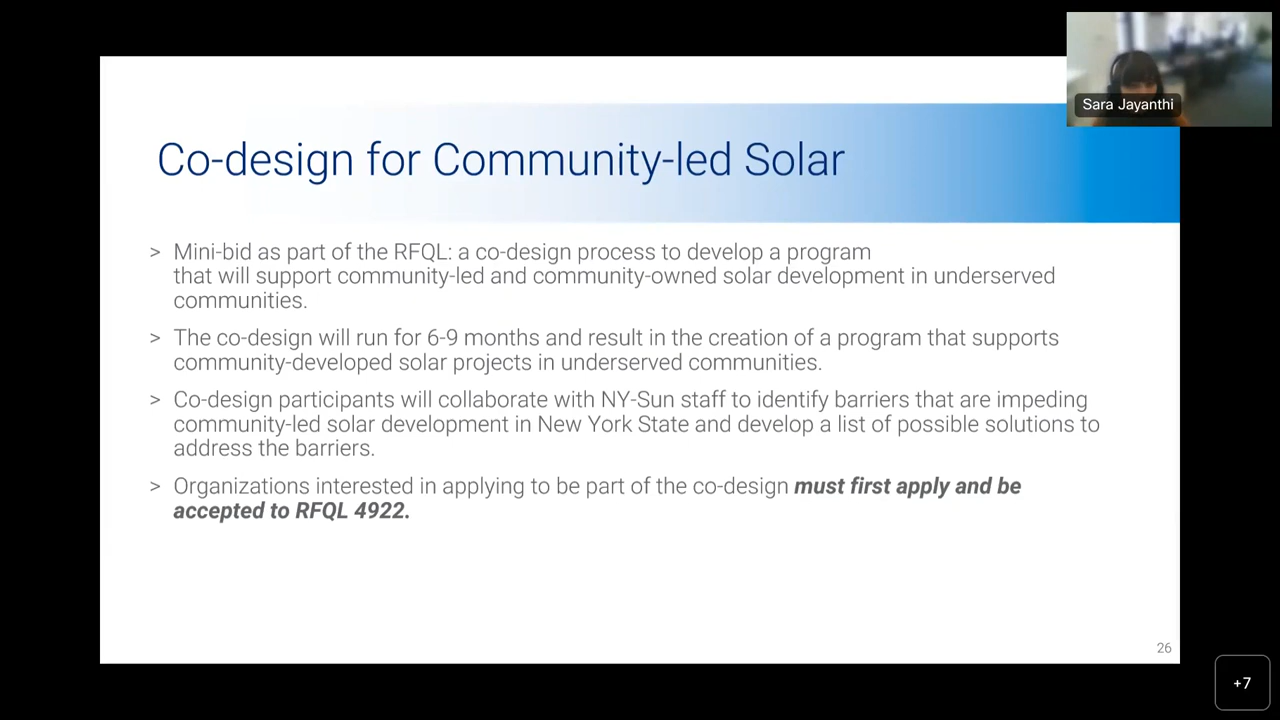 Sara Jayanthi
Co-design for Community-led Solar
> Mini-bid as part of the RFQL: a co-design process to develop a program
that will support community-led and community-owned solar development in underserved
communities.
> The co-design will run for 6-9 months and result in the creation of a program that supports
community-developed solar projects in underserved communities.
> Co-design participants will collaborate with NY-Sun staff to identify barriers that are impeding
community-led solar development in New York State and develop a list of possible solutions to
address the barriers.
> Organizations interested in applying to be part of the co-design must first apply and be
accepted to RFQL 4922.
26
+7